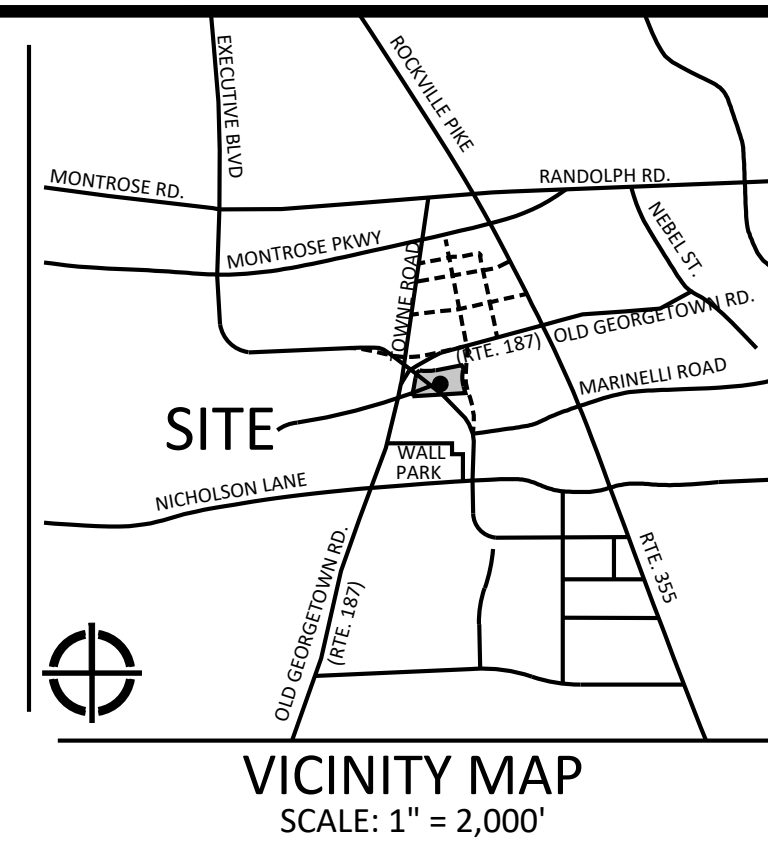 EXECUTIVE BLVD
ROCKVILLE PIKE
MONTROSE RD.
RANDOLPH RD.
NEBEL ST.
MONTROSE PKWY
TOWNE ROAD
OLD GEORGETOWN RD.
(RTE. 187)
MARINELLI ROAD
SITE
WALL
PARK
NICHOLSON LANE
OLD GEORGETOWN RD.
(RTE. 187)
RTE. 355
VICINITY MAP
SCALE: 1" = 2,000'